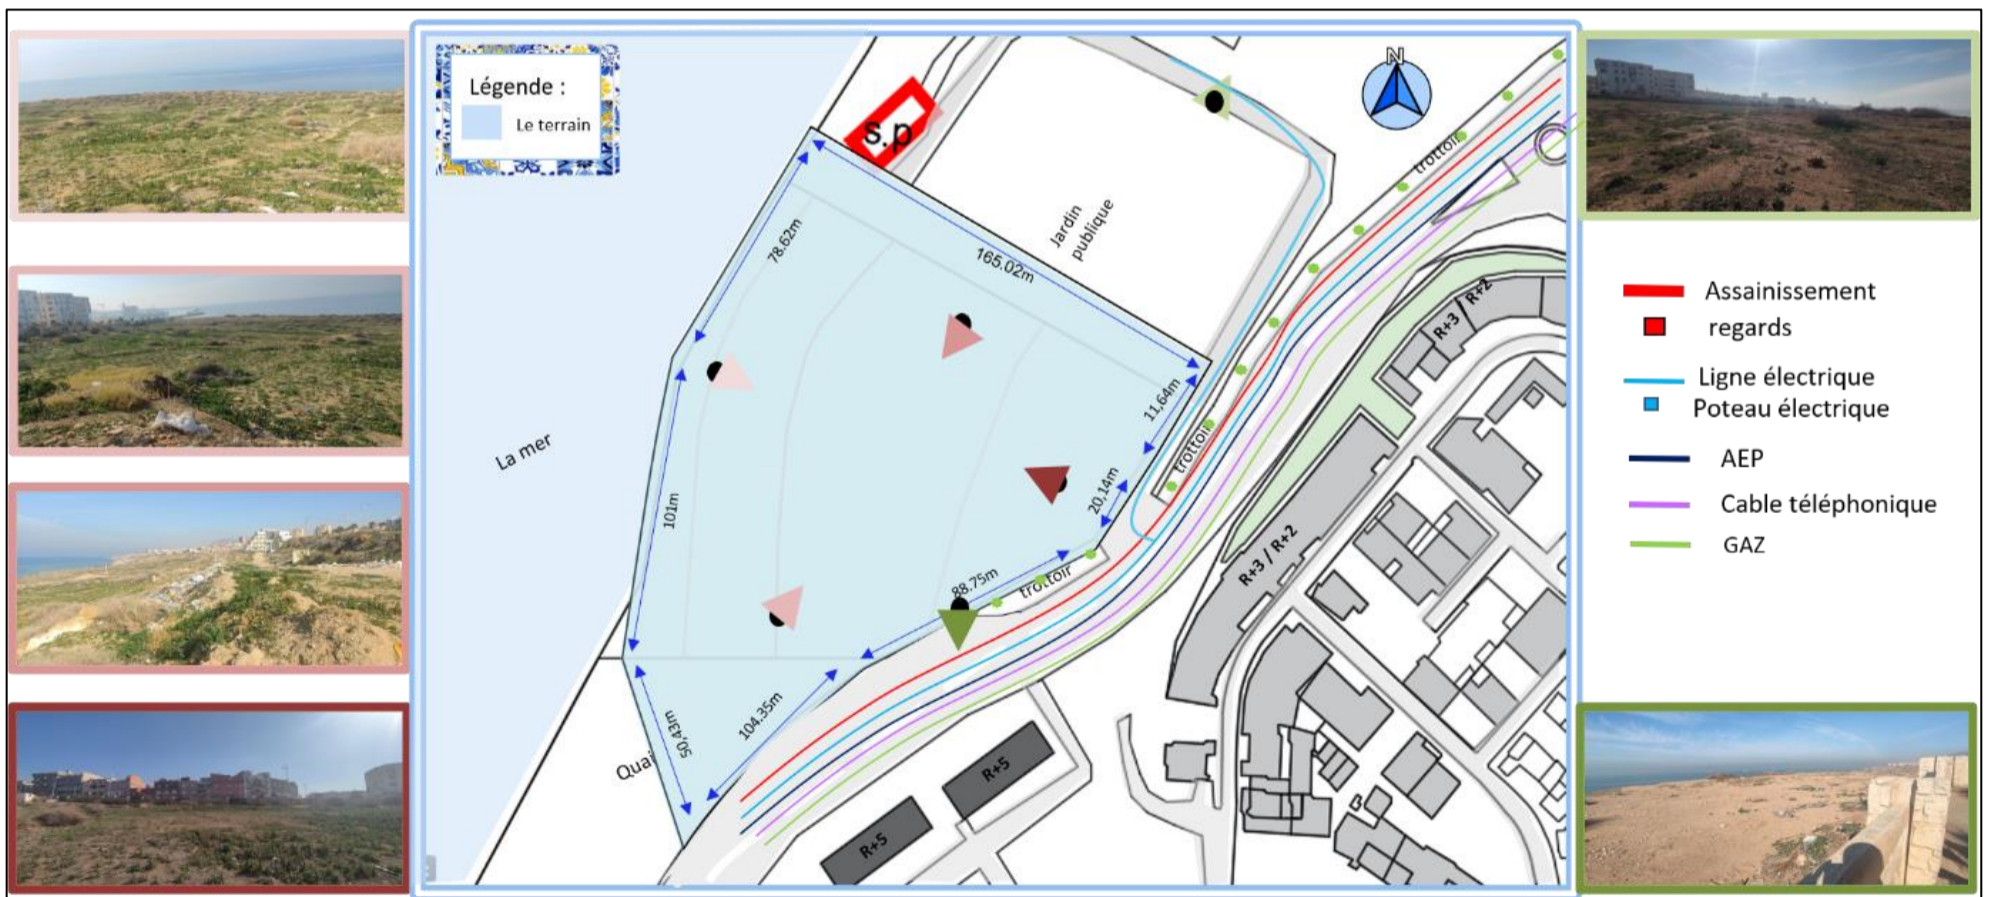 Légende :
Le terrain
N
s.p
trottoir
78.62m
Jardin
publique
165.02m
R+3 / R+2
11,64m
La mer
trottoir
101m
20,14m
R+3 / R+2
88.75m
trottoir
50,43m
104.35m
Quai
R+5
R+5
Assainissement
regards
Ligne électrique
Poteau électrique
AEP
Cable téléphonique
GAZ